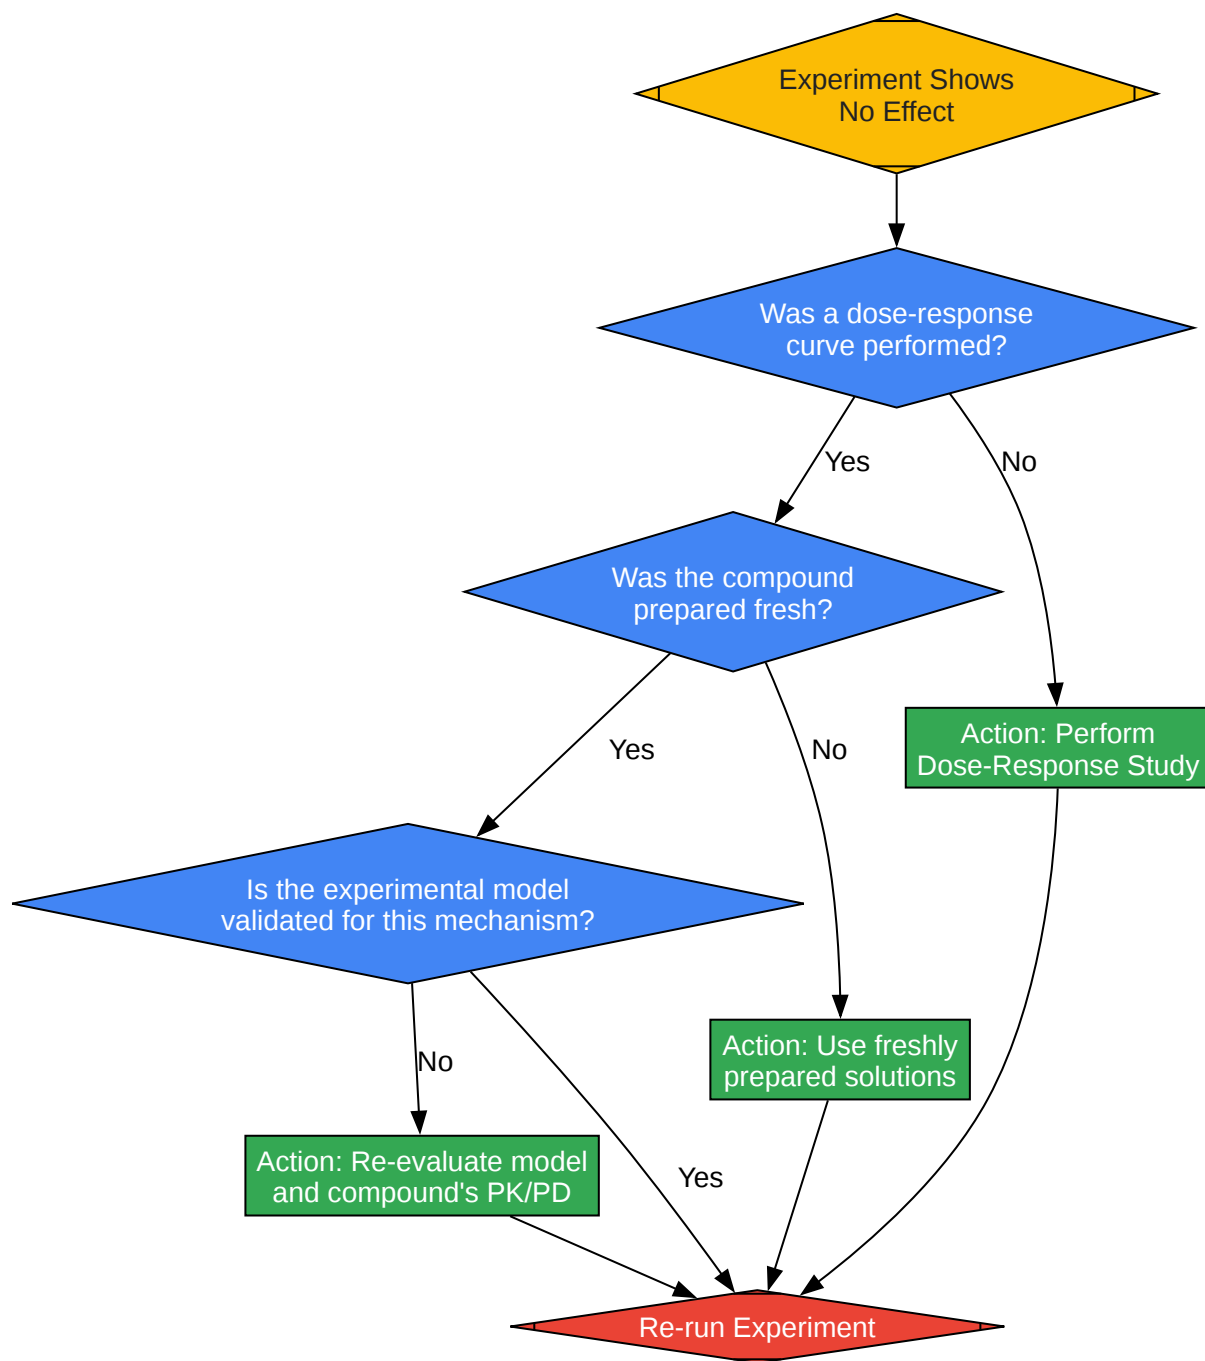 Experiment Shows
No Effect
Was a dose-response
curve performed?
Yes
No
Was the compound
prepared fresh?
Yes
No
Action: Perform
Dose-Response Study
Is the experimental model
validated for this mechanism?
No
Yes
Action: Use freshly
prepared solutions
Action: Re-evaluate model
and compound's PK/PD
Re-run Experiment